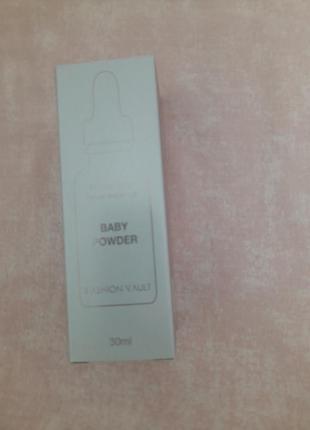 BABY
POWDER
FASHION VAULT
30ml